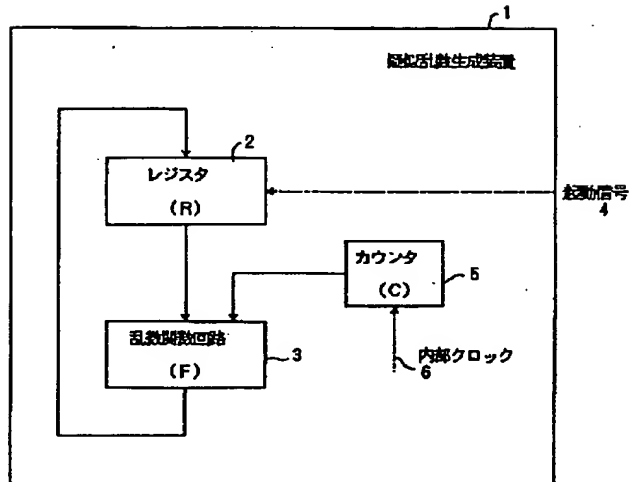 1
擬似乱数生成装置
2
レジスタ
(R)
起動信号
4
カウンタ
(C)
5
乱数関数回路
(F)
3
内部クロック
6